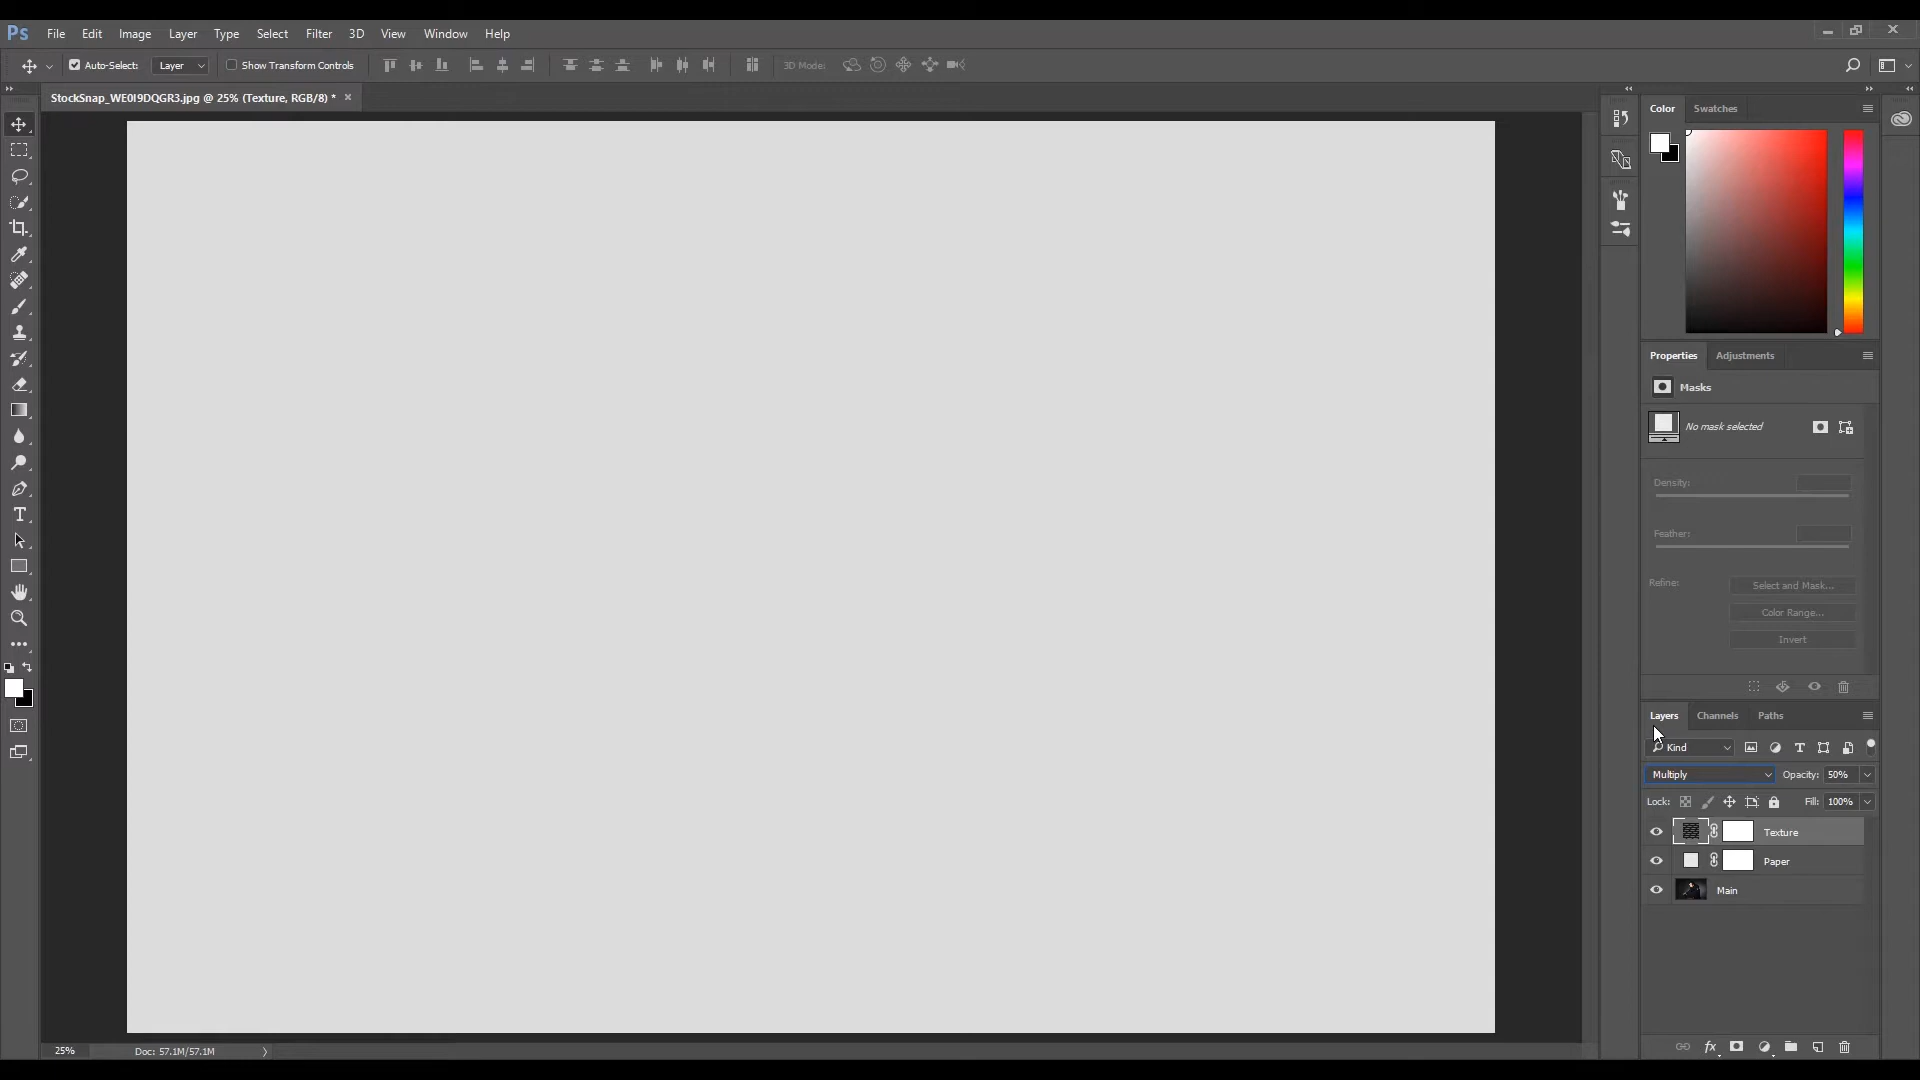 Ps File Edit Image Layer Type Select Filter 3D View Window Help
Auto-Select: Layer Show Transform Controls 3D Mode:
StockSnap_WE0I9DQGR3.jpg @ 25% (Texture, RGB/8) * ×
Color Swatches
Properties Adjustments
Masks
No mask selected
Density:
Feather:
Refine: Select and Mask...
Color Range...
Invert
Layers Channels Paths
Kind
Multiply Opacity: 50%
Lock: Fill: 100%
Texture
Paper
Main
fx
25% Doc: 57.1M/57.1M